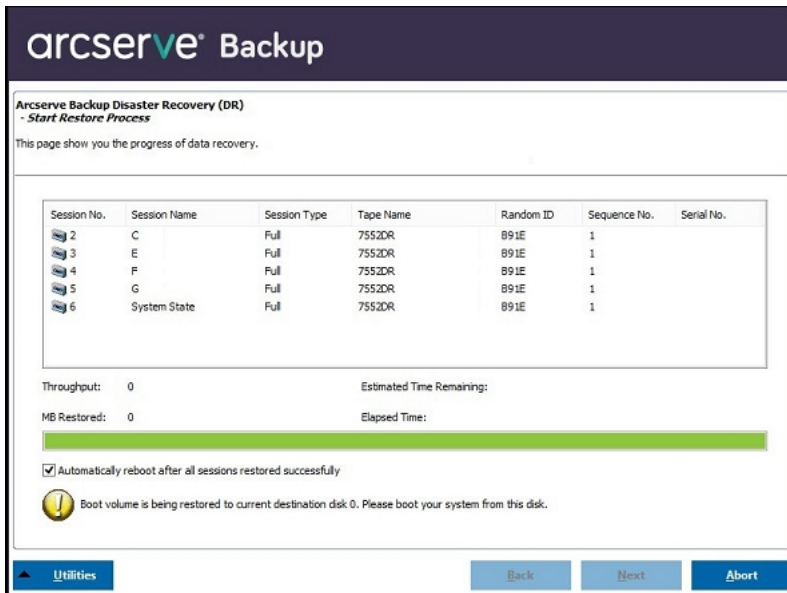 arcserve® Backup
Arcserve Backup Disaster Recovery (DR)
- Start Restore Process
This page show you the progress of data recovery.
Session No. Session Name Session Type Tape Name Random ID Sequence No. Serial No.
2 C Full 7552DR B91E 1
3 E Full 7552DR B91E 1
4 F Full 7552DR B91E 1
5 G Full 7552DR B91E 1
6 System State Full 7552DR B91E 1
Throughput: 0 Estimated Time Remaining:
MB Restored: 0 Elapsed Time:
Automatically reboot after all sessions restored successfully
Boot volume is being restored to current destination disk 0. Please boot your system from this disk.
Utilities Back Next Abort